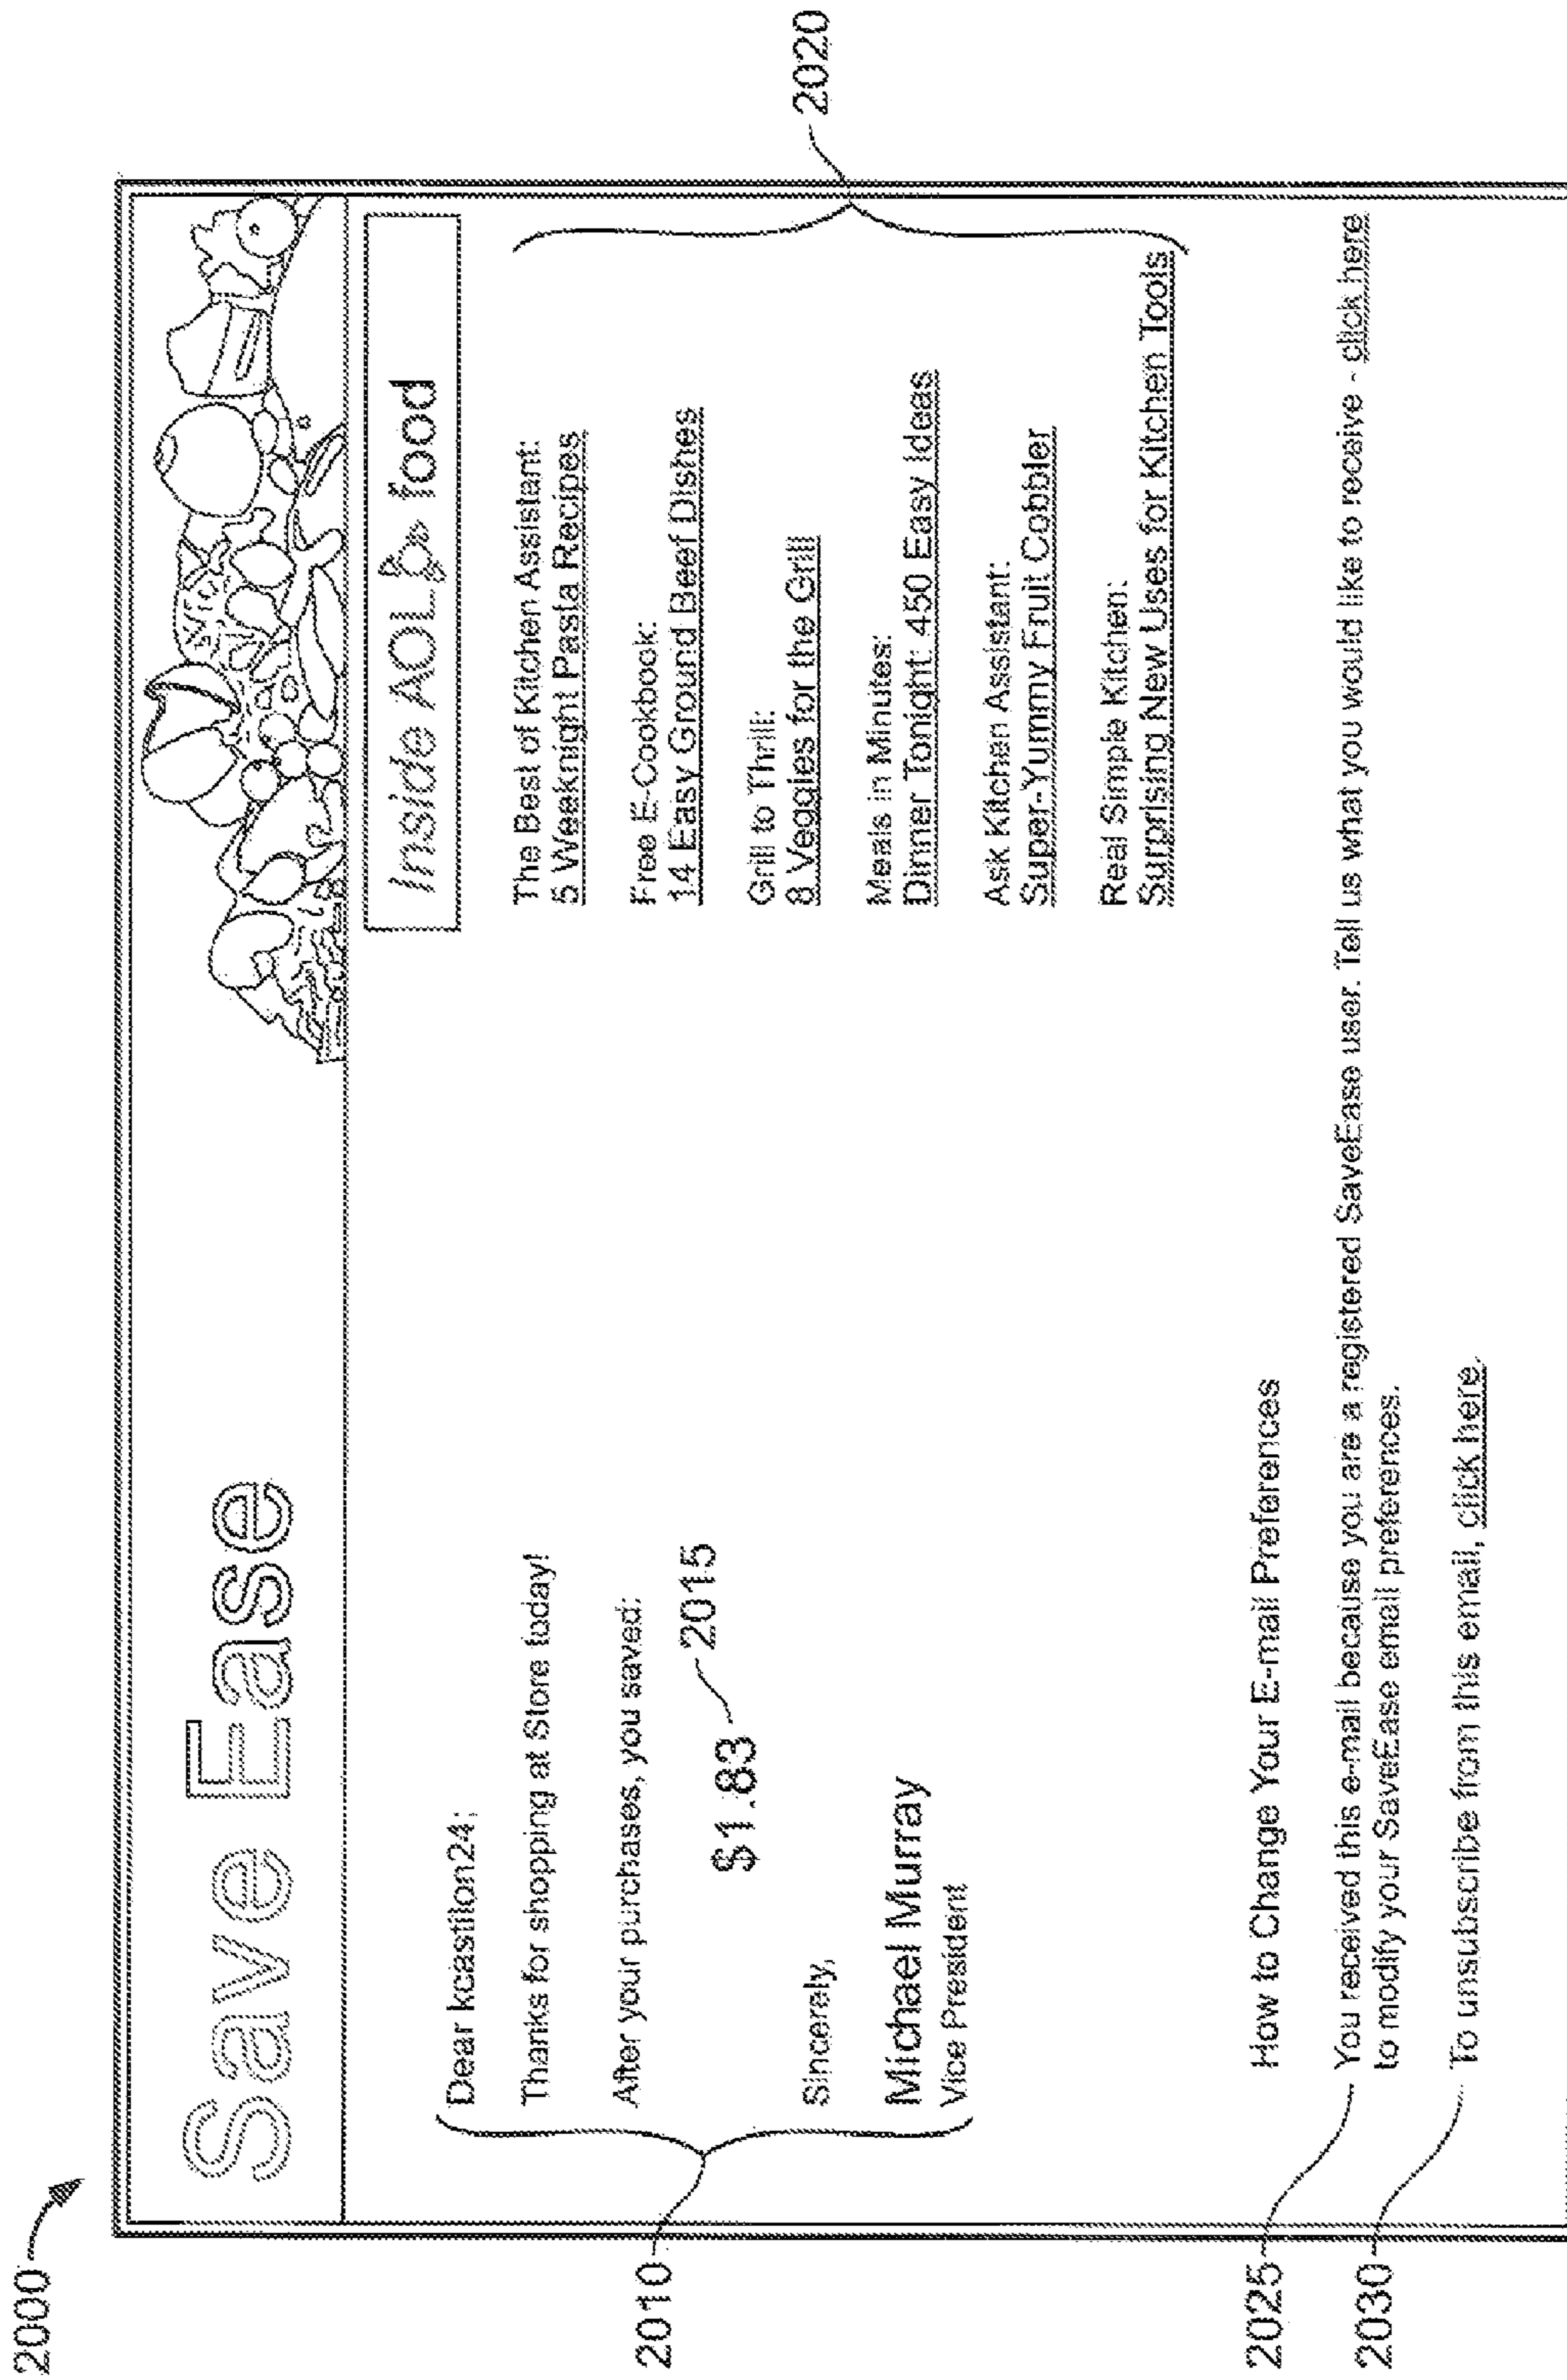 2000
Save Ease
2010
Dear kcastilon24:
Thanks for shopping at Store today!
After your purchases, you saved:
$1.83
2015
Sincerely,
Michael Murray
Vice President
Inside AOL food
The Best of Kitchen Assistant:
5 Weeknight Pasta Recipes
Free E-Cookbook:
14 Easy Ground Beef Dishes
Grill to Thrill:
8 Veggies for the Grill
Meals in Minutes:
Dinner Tonight: 450 Easy Ideas
Ask Kitchen Assistant:
Super-Yummy Fruit Cobbler
Real Simple Kitchen:
Surprising New Uses for Kitchen Tools
2020
How to Change Your E-mail Preferences
2025
You received this e-mail because you are a registered SaveEase user. Tell us what you would like to receive - click here
to modify your SaveEase email preferences.
2030
To unsubscribe from this email, click here.